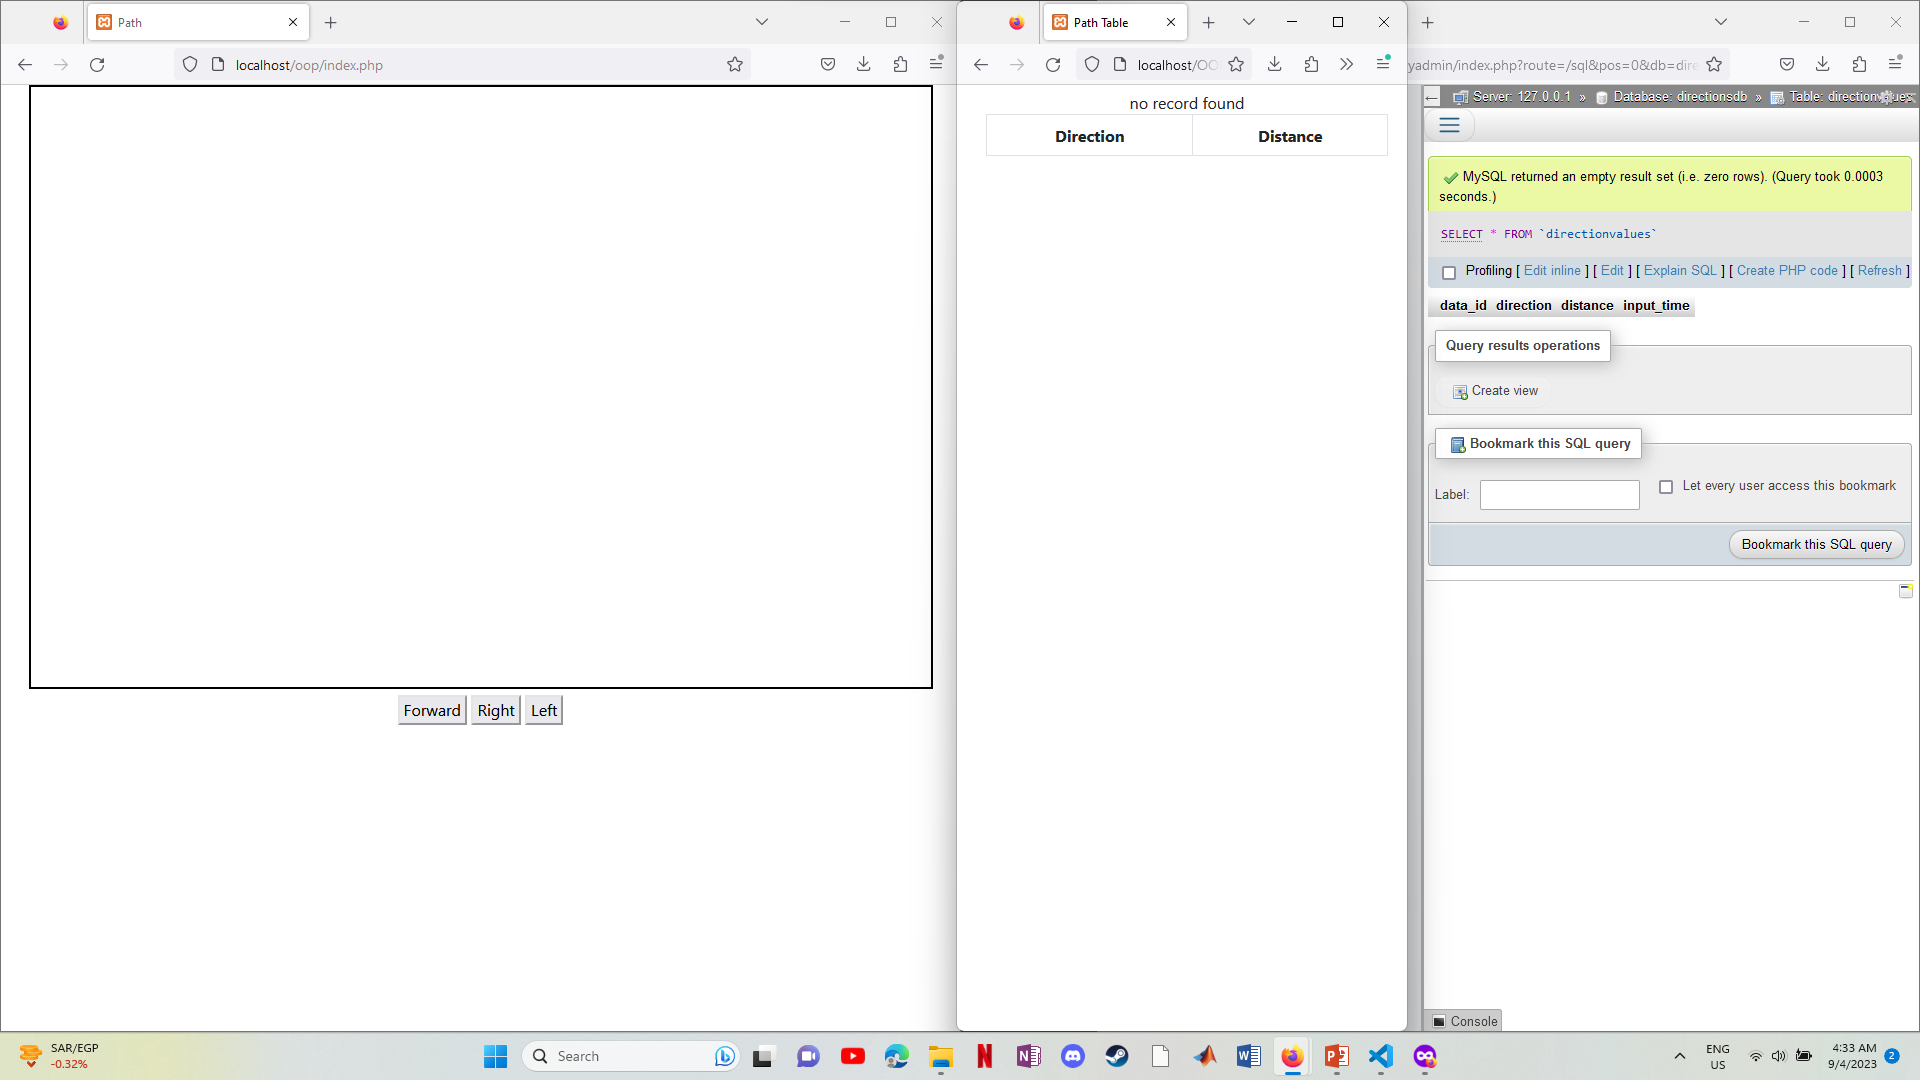 Path
localhost/oop/index.php
Forward Right Left
Path Table
localhost/OO
no record found
Direction Distance
yadmin/index.php?route=/sql&pos=0&db=dire
Server: 127.0.0.1 » Database: directionsdb » Table: directionvalues
MySQL returned an empty result set (i.e. zero rows). (Query took 0.0003
seconds.)
SELECT * FROM `directionvalues`
Profiling [ Edit inline ] [ Edit ] [ Explain SQL ] [ Create PHP code ] [ Refresh ]
data_id direction distance input_time
Query results operations
Create view
Bookmark this SQL query
Label: Let every user access this bookmark
Bookmark this SQL query
Console
SAR/EGP
-0.32%
Search
ENG
US
4:33 AM
9/4/2023
2